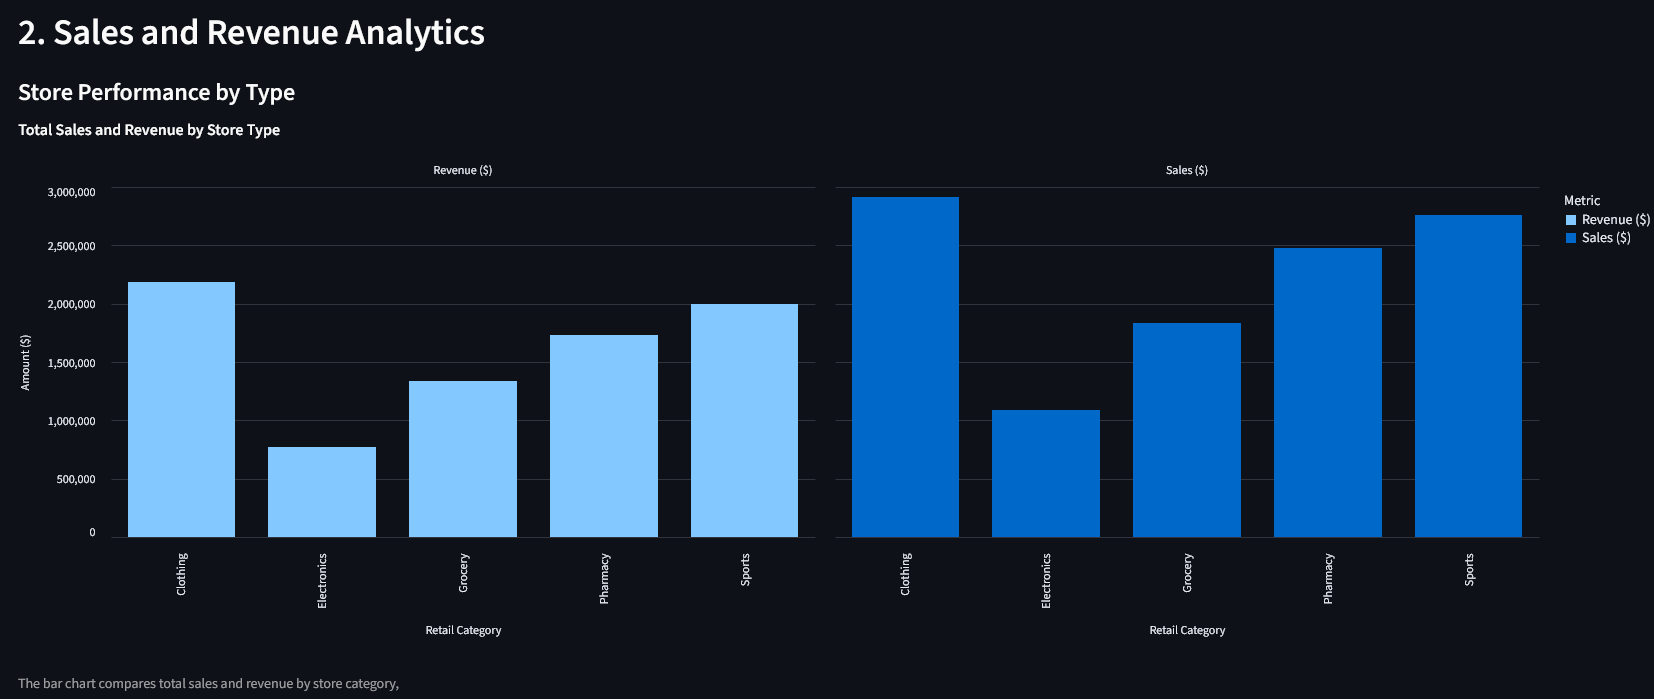 2. Sales and Revenue Analytics
Store Performance by Type
Total Sales and Revenue by Store Type
Revenue ($)
Sales ($)
Amount ($)
3,000,000
2,500,000
2,000,000
1,500,000
1,000,000
500,000
0
Clothing
Electronics
Grocery
Pharmacy
Sports
Retail Category
Clothing
Electronics
Grocery
Pharmacy
Sports
Retail Category
Metric
Revenue ($)
Sales ($)
The bar chart compares total sales and revenue by store category,